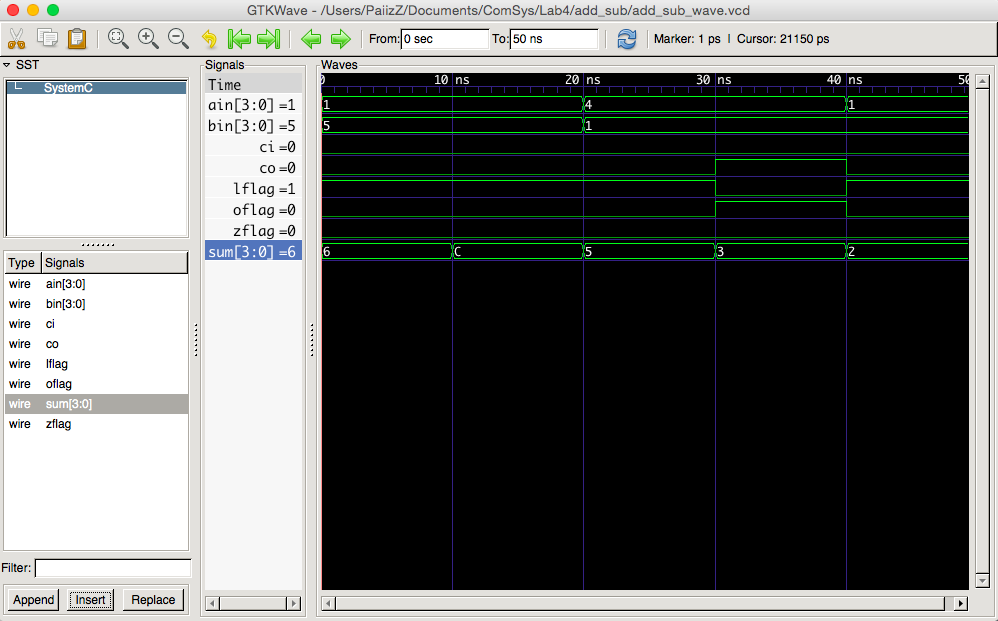 GTKWave - /Users/PaiizZ/Documents/ComSys/Lab4/add_sub/add_sub_wave.vcd
From: 0 sec To: 50 ns Marker: 1 ps | Cursor: 21150 ps
SST
SystemC
Type Signals
wire ain[3:0]
wire bin[3:0]
wire ci
wire co
wire lflag
wire oflag
wire sum[3:0]
wire zflag
Filter:
Append Insert Replace
Signals
Time
ain[3:0] =1
bin[3:0] =5
ci =0
co =0
lflag =1
oflag =0
zflag =0
sum[3:0] =6
Waves
0 10 ns 20 ns 30 ns 40 ns 50
1 4 1
5 1
6 C 5 3 2